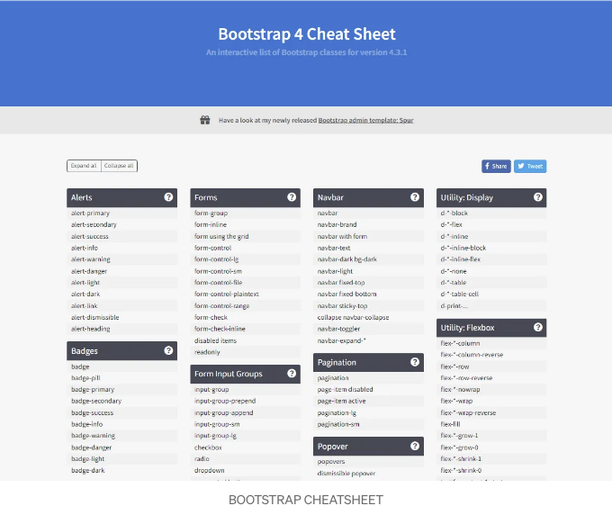 Bootstrap 4 Cheat Sheet
An interactive list of Bootstrap classes for version 4.3.1
Have a look at my newly released Bootstrap admin template: Spur
Expand all Collapse all
Share Tweet
Alerts
alert-primary
alert-secondary
alert-success
alert-info
alert-warning
alert-danger
alert-light
alert-dark
alert-link
alert-dismissible
alert-heading
Badges
badge
badge-pill
badge-primary
badge-secondary
badge-success
badge-info
badge-warning
badge-danger
badge-light
badge-dark
Forms
form-group
form-inline
form using the grid
form-control
form-control-lg
form-control-sm
form-control-file
form-control-plaintext
form-control-range
form-check
form-check-inline
disabled items
readonly
Form Input Groups
input-group
input-group-prepend
input-group-append
input-group-sm
input-group-lg
checkbox
radio
dropdown
Navbar
navbar
navbar-brand
navbar with form
navbar-text
navbar-dark bg-dark
navbar-light
navbar fixed-top
navbar fixed-bottom
navbar sticky-top
collapse navbar-collapse
navbar-toggler
navbar-expand-*
Pagination
pagination
page-item disabled
page-item active
pagination-lg
pagination-sm
Popover
popovers
dismissible popover
Utility: Display
d-*-block
d-*-flex
d-*-inline
d-*-inline-block
d-*-inline-flex
d-*-none
d-*-table
d-*-table-cell
d-print-...
Utility: Flexbox
flex-*-column
flex-*-column-reverse
flex-*-row
flex-*-row-reverse
flex-*-nowrap
flex-*-wrap
flex-*-wrap-reverse
flex-fill
flex-*-grow-1
flex-*-grow-0
flex-*-shrink-1
flex-*-shrink-0
BOOTSTRAP CHEATSHEET